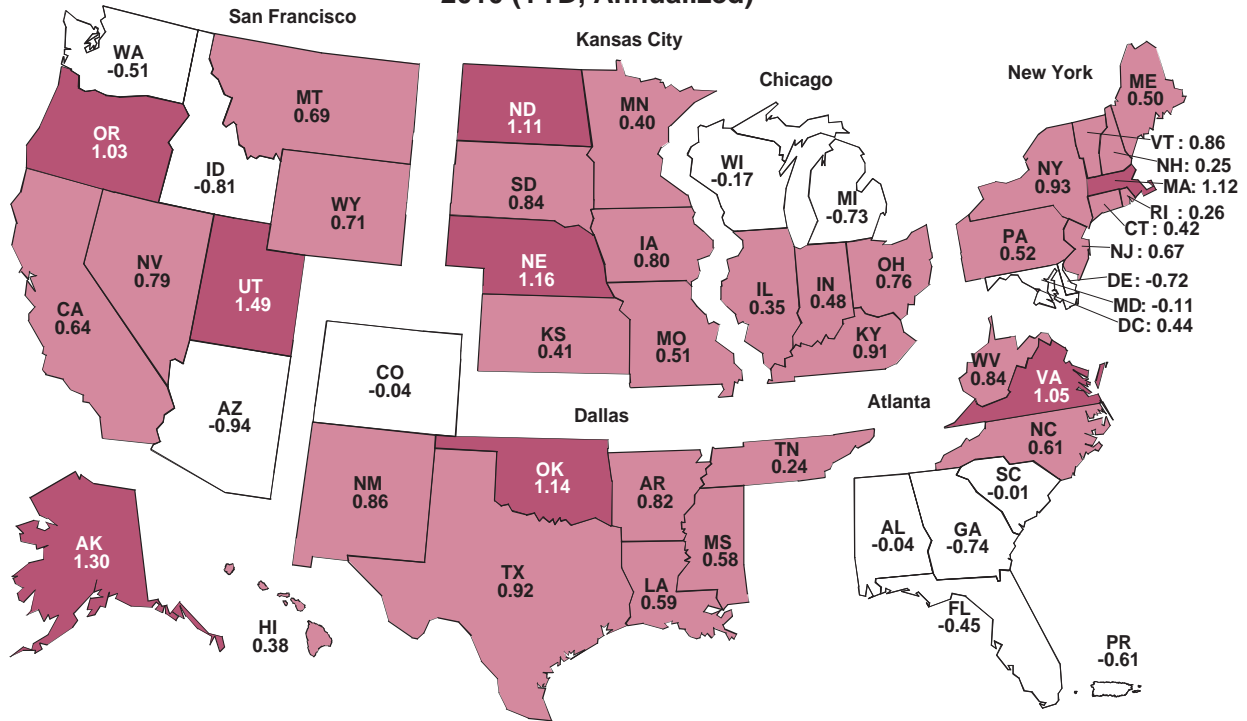 2010 (YTD, Annualized)
San Francisco
Kansas City
Chicago
New York
WA
-0.51
MT
0.69
OR
1.03
ID
-0.81
WY
0.71
NV
0.79
UT
1.49
CA
0.64
AZ
-0.94
AK
1.30
HI
0.38
ND
1.11
MN
0.40
SD
0.84
IA
0.80
NE
1.16
KS
0.41
MO
0.51
WI
-0.17
MI
-0.73
IL
0.35
IN
0.48
OH
0.76
KY
0.91
ME
0.50
NY
0.93
VT : 0.86
NH: 0.25
MA: 1.12
RI : 0.26
CT : 0.42
NJ : 0.67
PA
0.52
DE: -0.72
MD: -0.11
DC: 0.44
Dallas
CO
-0.04
NM
0.86
OK
1.14
AR
0.82
TN
0.24
TX
0.92
LA
0.59
MS
0.58
Atlanta
WV
0.84
VA
1.05
NC
0.61
SC
-0.01
AL
-0.04
GA
-0.74
FL
-0.45
PR
-0.61